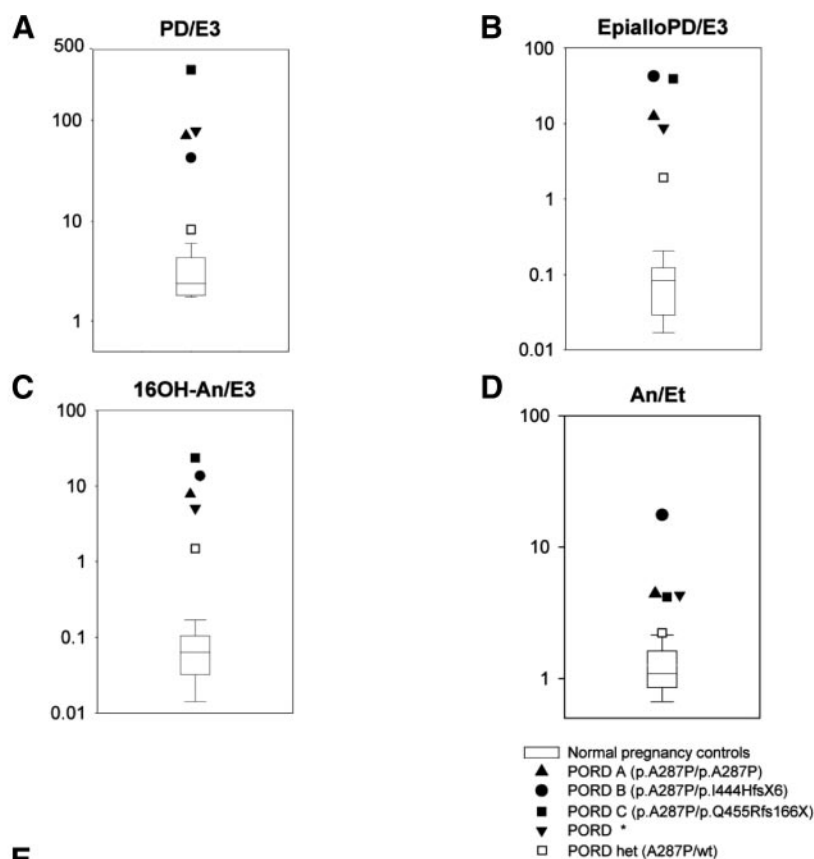 A
PD/E3
500
100
10
1
B
EpialloPD/E3
100
10
1
0.1
0.01
C
16OH-An/E3
100
10
1
0.1
0.01
D
An/Et
100
10
1
Normal pregnancy controls
PORD A (p.A287P/p.A287P)
PORD B (p.A287P/p.I444HfsX6)
PORD C (p.A287P/p.Q455Rfs166X)
PORD *
PORD het (A287P/wt)